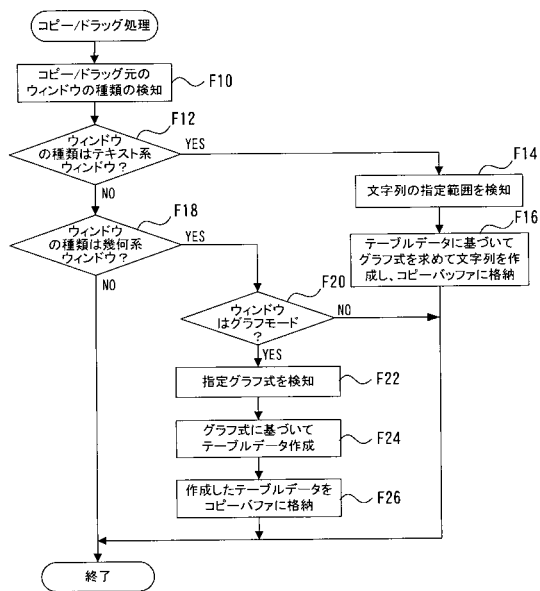 コピー/ドラッグ処理
コピー/ドラッグ元の
ウィンドウの種類の検知
F10
F12
ウィンドウ
の種類はテキスト系
ウィンドウ?
YES
NO
F14
文字列の指定範囲を検知
F16
テーブルデータに基づいて
グラフ式を求めて文字列を作
成し、コピーバッファに格納
F18
ウィンドウ
の種類は幾何系
ウィンドウ?
YES
NO
F20
ウィンドウ
はグラフモード
?
NO
YES
指定グラフ式を検知
F22
グラフ式に基づいて
テーブルデータ作成
F24
作成したテーブルデータを
コピーバファに格納
F26
終了